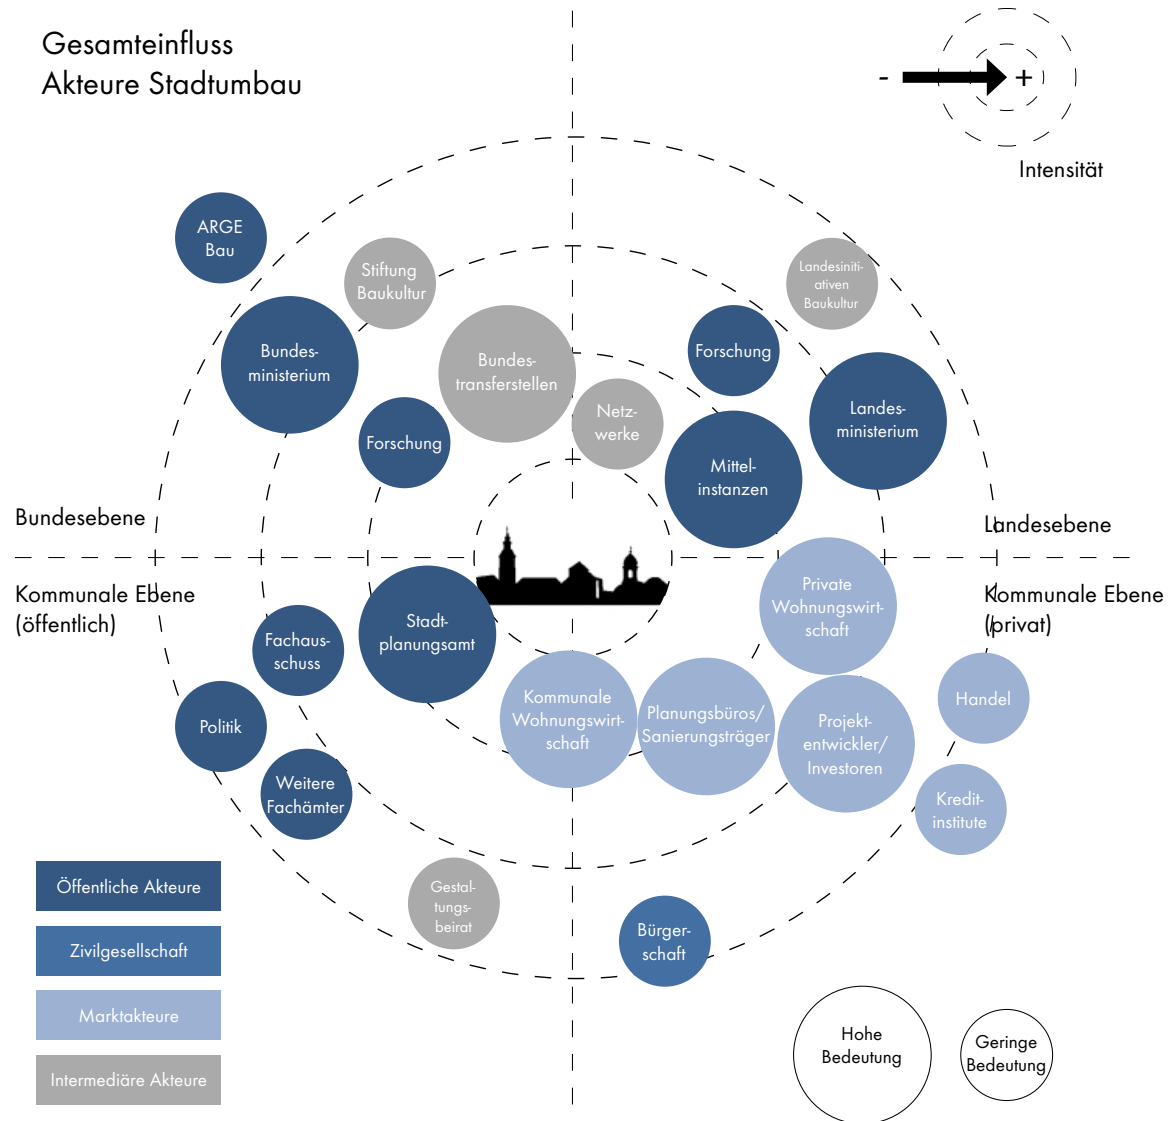 Gesamteinfluss
Akteure Stadtumbau
-
+
Intensität
ARGE
Bau
Stiftung
Baukultur
Landesiniti-
ativen
Baukultur
Bundes-
ministerium
Bundes-
transferstellen
Forschung
Landes-
ministerium
Netz-
werke
Forschung
Mittel-
instanzen
Bundesebene
Landesebene
Kommunale Ebene
(öffentlich)
Kommunale Ebene
(privat)
Stadt-
planungsamt
Private
Wohnungswirt-
schaft
Fachaus-
schuss
Politik
Weitere
Fachämter
Kommunale
Wohnungswirt-
schaft
Planungsbüros/
Sanierungsträger
Projekt-
entwickler/
Investoren
Handel
Kredit-
institute
Gestal-
tungs-
beirat
Bürger-
schaft
Öffentliche Akteure
Zivilgesellschaft
Marktakteure
Intermediäre Akteure
Hohe
Bedeutung
Geringe
Bedeutung